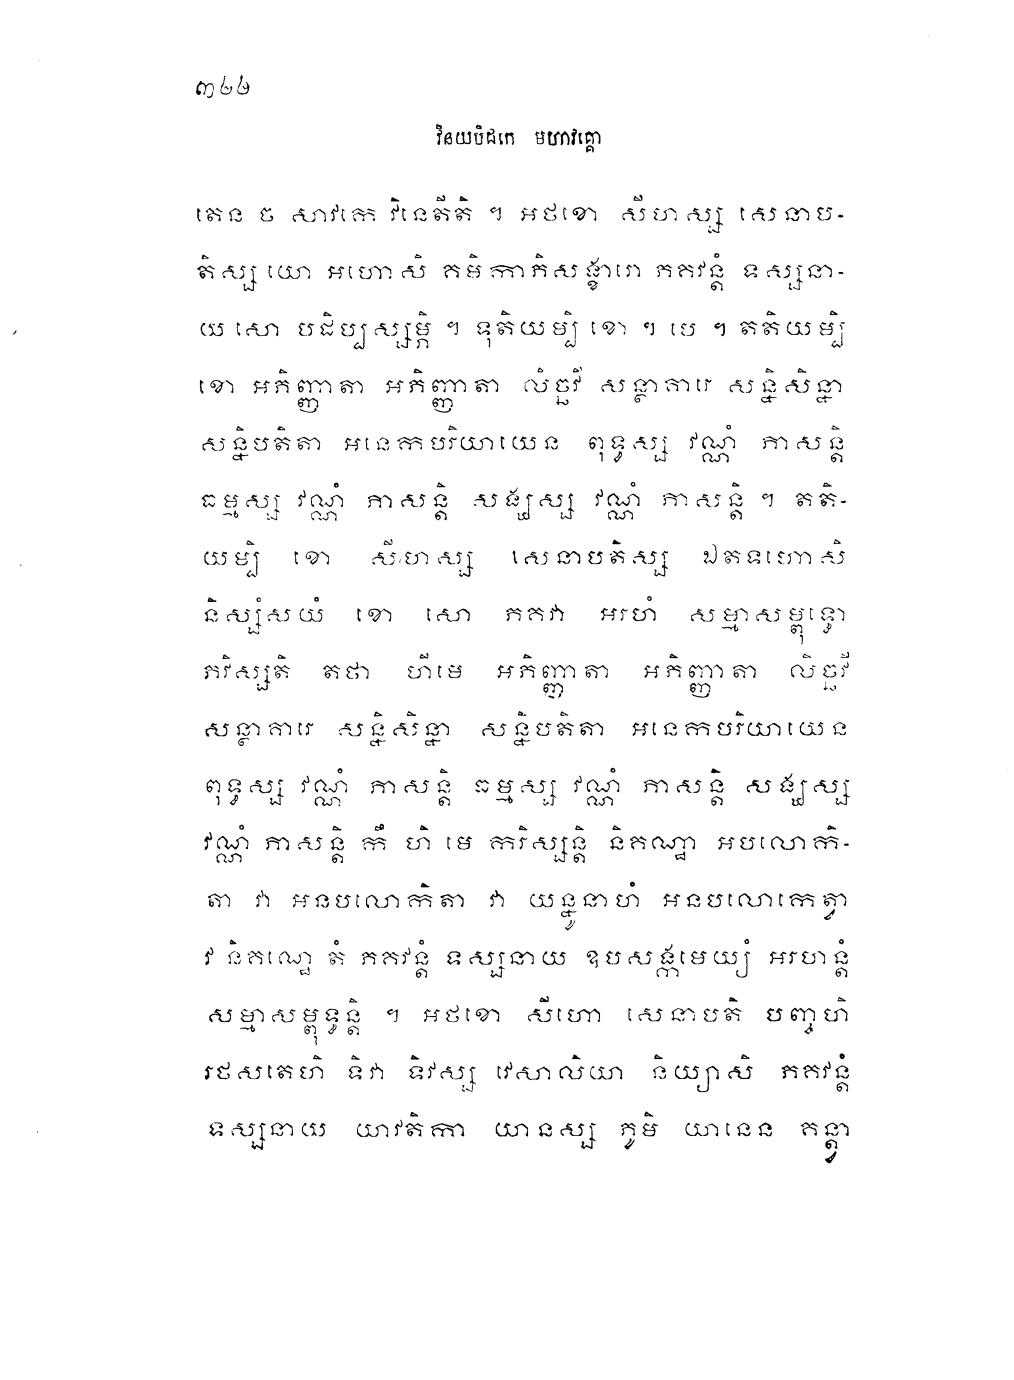 ៣៤៤
វិនយបិដកេ មហាវគ្គោ
តេន ច សាវកេ វិនេតីតិ ។ អថខោ សីហស្ស សេនាប-
តិស្ស យោ អហោសិ គមិកាភិសង្ខារោ ភគវន្តំ ទស្សនា-
យ សោ បដិប្បស្សម្ភិ ។ ទុតិយម្បិ ខោ ។ បេ ។ តតិយម្បិ
ខោ អភិញ្ញាតា អភិញ្ញាតា លិច្ឆវី សន្ថាគារេ សន្និសិន្នា
សន្និបតិតា អនេកបរិយាយេន ពុទ្ធស្ស វណ្ណំ ភាសន្តិ
ធម្មស្ស វណ្ណំ ភាសន្តិ សង្ឃស្ស វណ្ណំ ភាសន្តិ ។ តតិ-
យម្បិ ខោ សីហស្ស សេនាបតិស្ស ឯតទហោសិ
និស្សំសយំ ខោ សោ ភគវា អរហំ សម្មាសម្ពុទ្ធោ
ភវិស្សតិ តថា ហីមេ អភិញ្ញាតា អភិញ្ញាតា លិច្ឆវី
សន្ថាគារេ សន្និសិន្នា សន្និបតិតា អនេកបរិយាយេន
ពុទ្ធស្ស វណ្ណំ ភាសន្តិ ធម្មស្ស វណ្ណំ ភាសន្តិ សង្ឃស្ស
វណ្ណំ ភាសន្តិ កឹ ហិ មេ ករិស្សន្តិ និគណ្ឋា អបលោកិ-
តា វា អនបលោកិតា វា យន្នូនាហំ អនបលោកេត្វា
វ និគណ្ឋេ តំ ភគវន្តំ ទស្សនាយ ឧបសង្កមេយ្យំ អរហន្តំ
សម្មាសម្ពុទ្ធន្តិ ។ អថខោ សីហោ សេនាបតិ បញ្ចហិ
រថសតេហិ ទិវា ទិវស្ស វេសាលិយា និយ្យាសិ ភគវន្តំ
ទស្សនាយ យាវតិកា យានស្ស ភូមិ យានេន គន្ត្វា